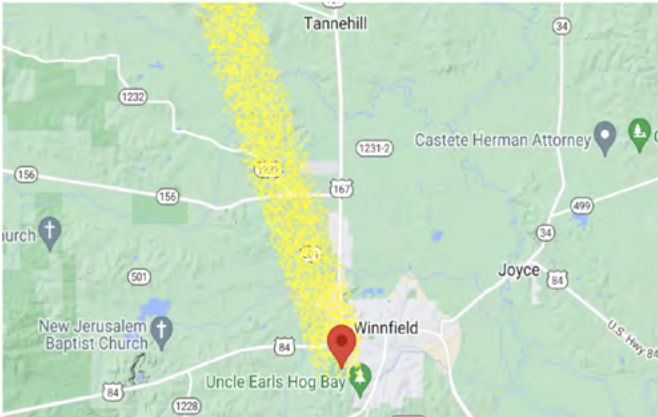 Tannehill
34
1232
1231-2
Castete Herman Attorney
156
156
167
499
urch
34
501
Joyce
84
New Jerusalem
Baptist Church
84
Winnfield
U.S. Hwy 84
Uncle Earls Hog Bay
84
1228